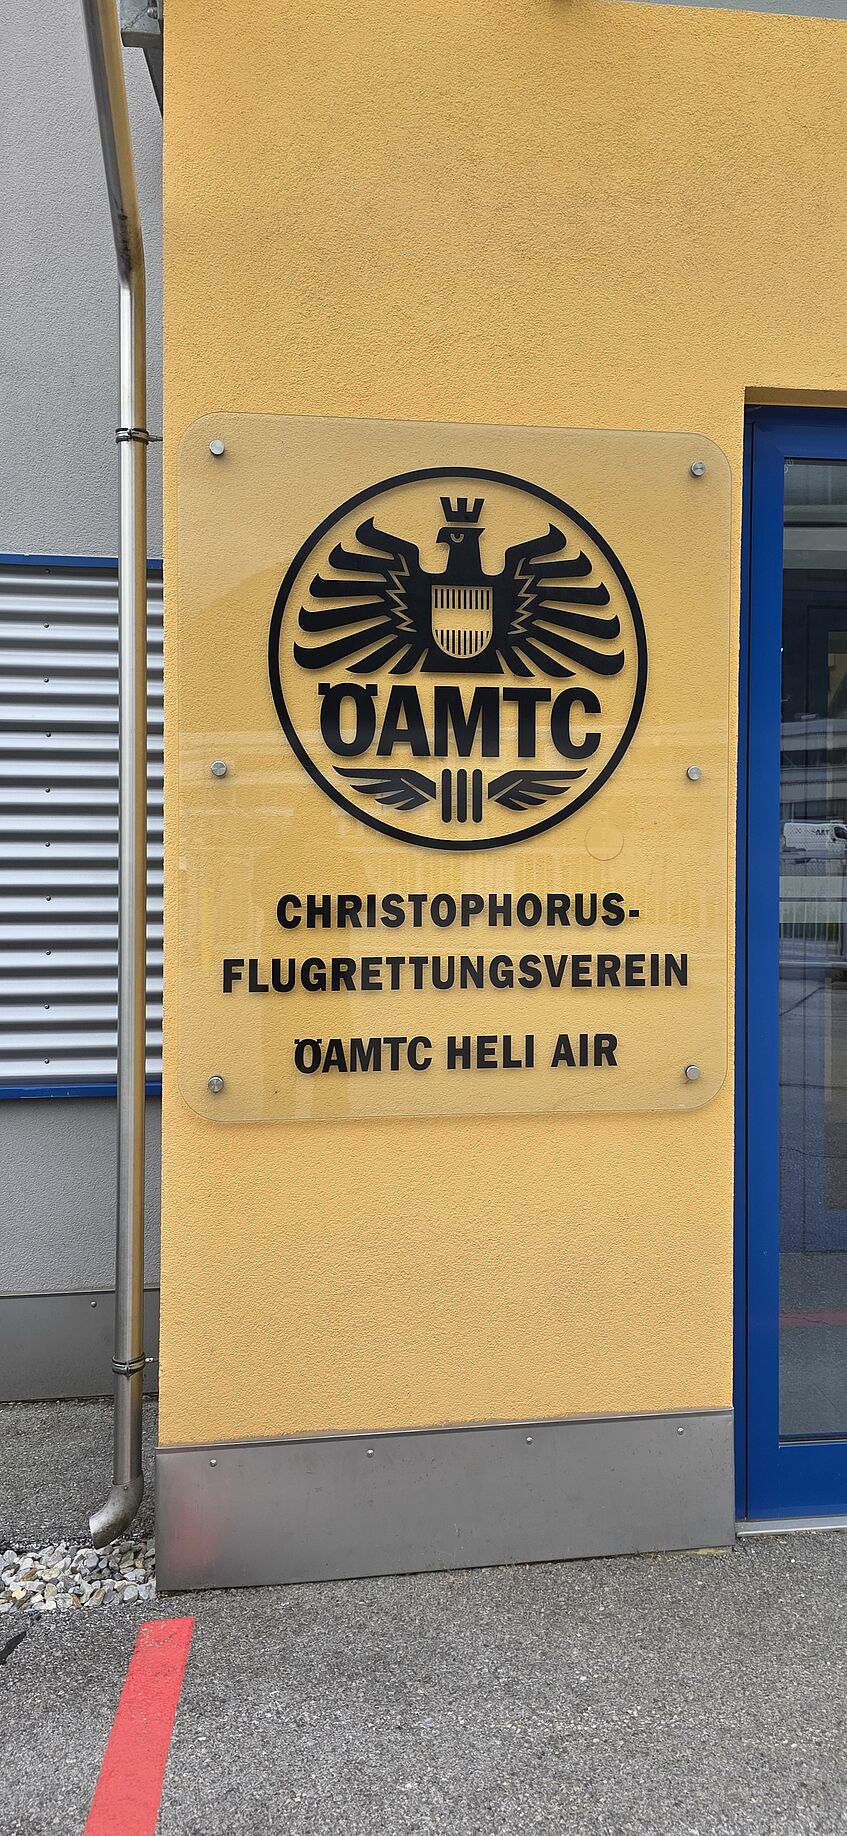 ÖAMTC
CHRISTOPHORUS-
FLUGRETTUNGSVEREIN
ÖAMTC HELI AIR